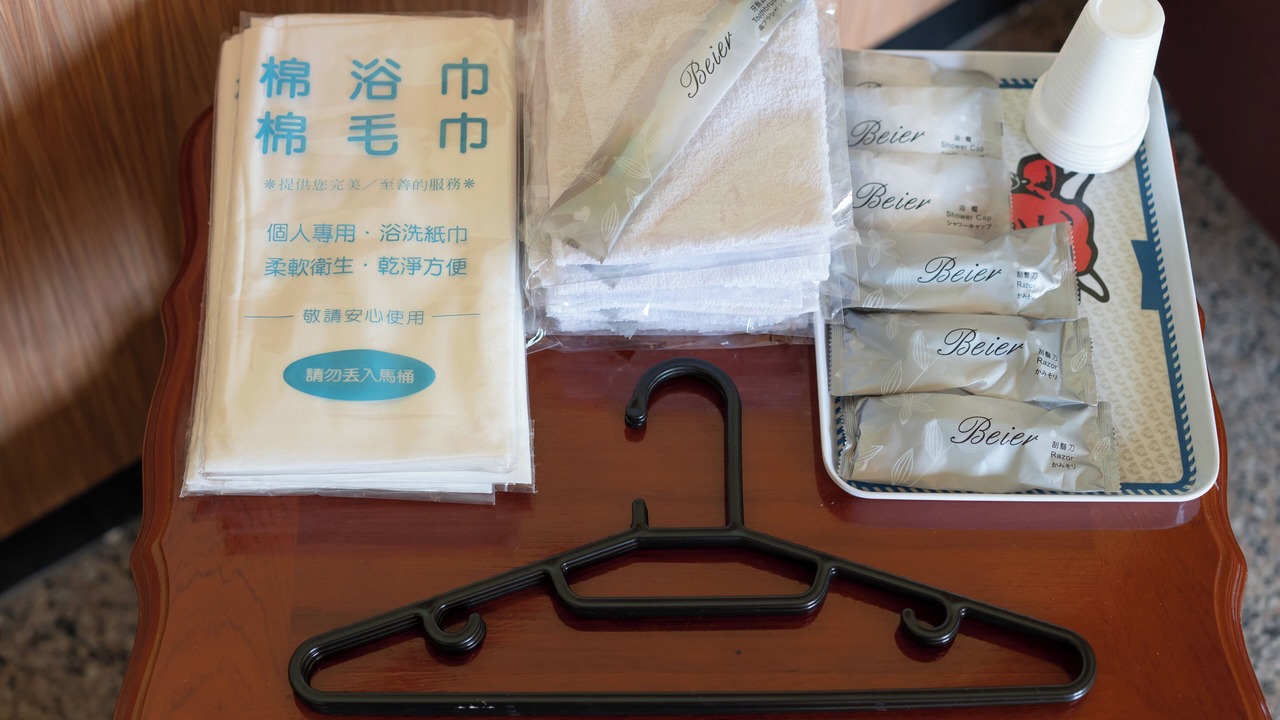 棉浴巾
棉毛巾
※提供您完美／至善的服務※
個人專用・浴洗紙巾
柔軟衛生・乾淨方便
敬請安心使用
請勿丟入馬桶
Beier
Beier
浴帽
Shower Cap
Beier
浴帽
Shower Cap
シャワーキャップ
Beier
刮鬍刀
Razor
かみそり
Beier
刮鬍刀
Razor
かみそり
Beier
刮鬍刀
Razor
かみそり